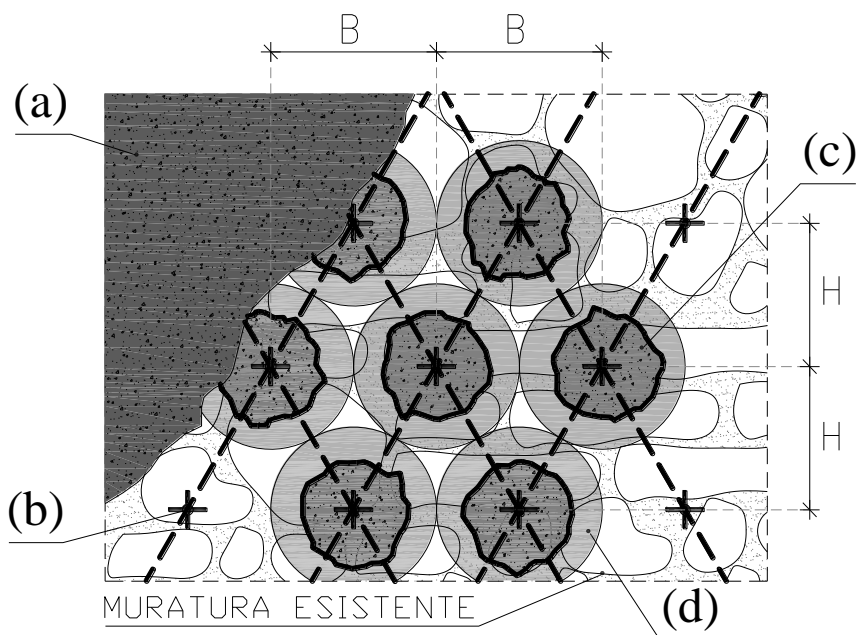 B B
(a)
(c)
H
H
(b)
MURATURA ESISTENTE
(d)